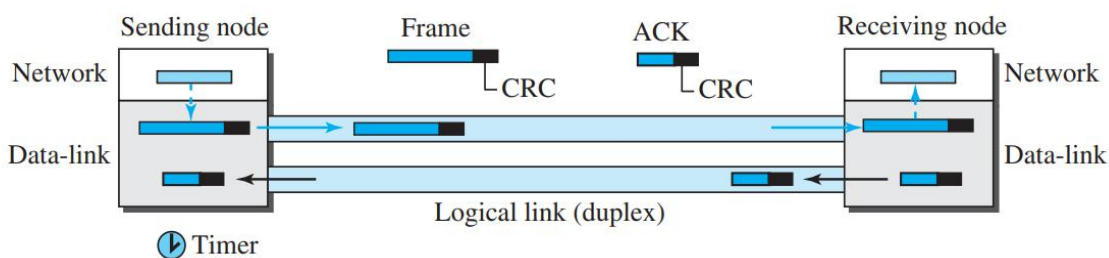 Sending node
Frame
ACK
Receiving node
Network
CRC
CRC
Network
Data-link
Data-link
Logical link (duplex)
Timer